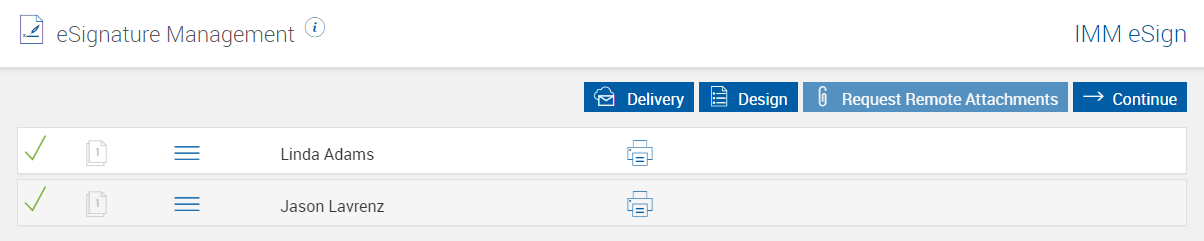 eSignature Management i
IMM eSign
Delivery Design Request Remote Attachments Continue
1 Linda Adams
1 Jason Lavrenz